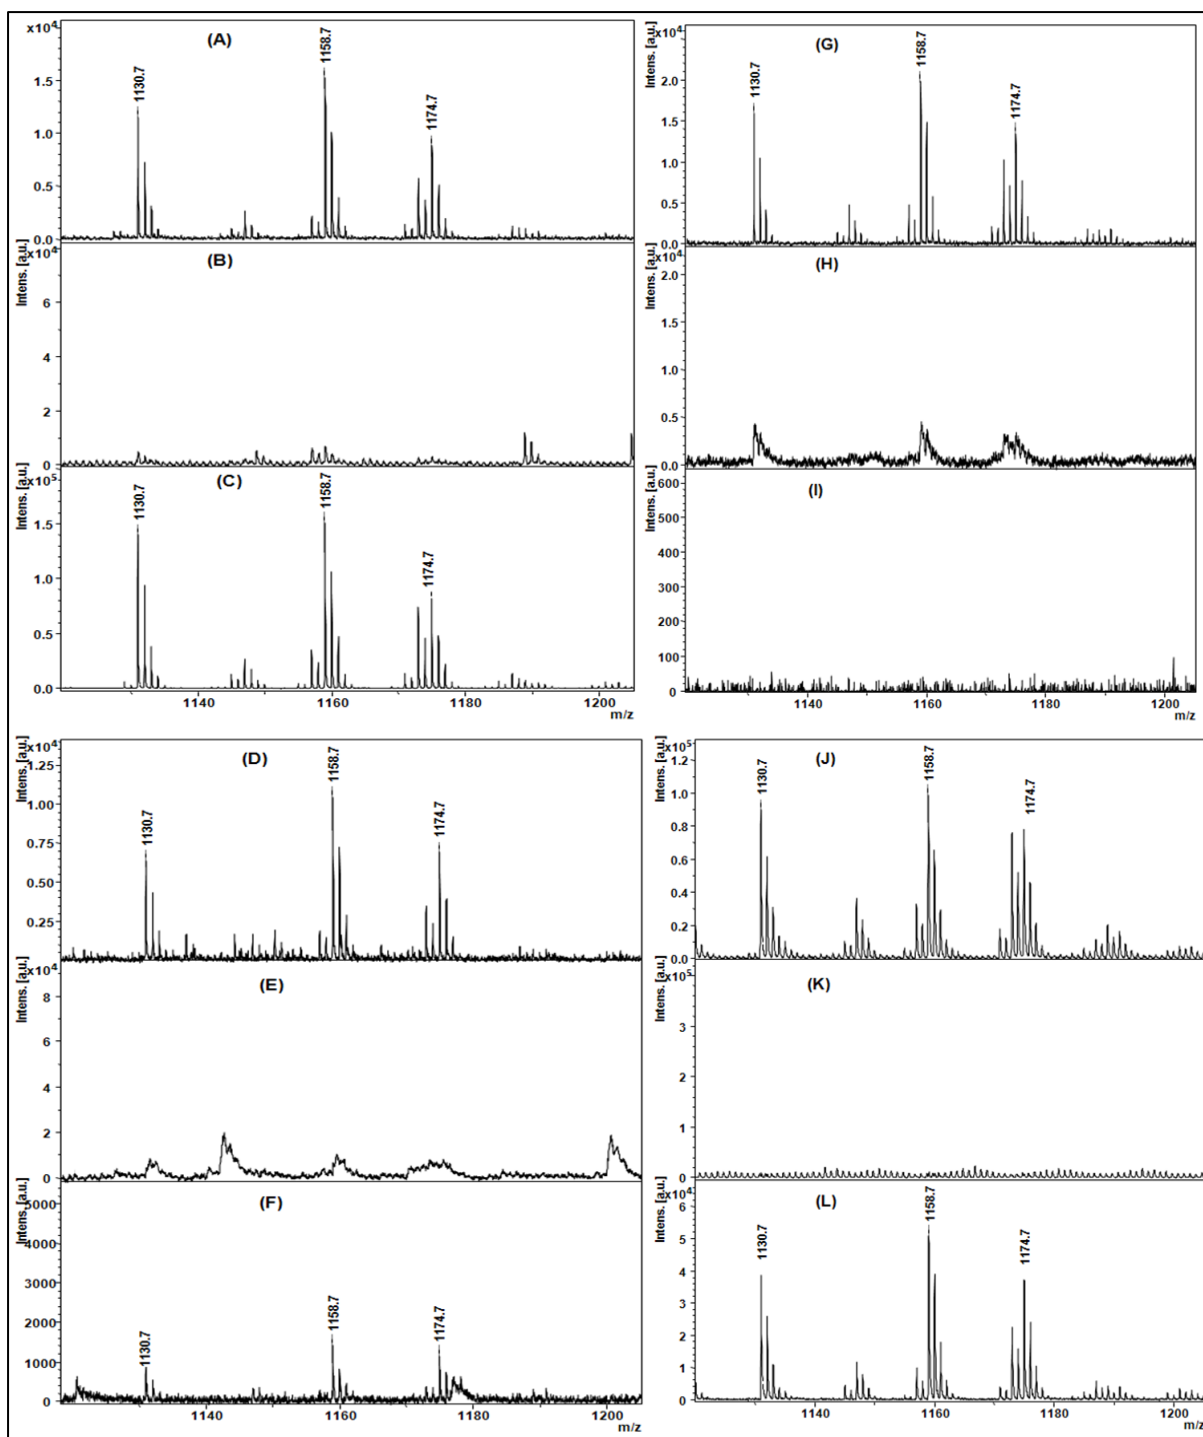 Intens. [a.u.]
x10⁴
(A)
1130.7
1158.7
1174.7
1.5
1.0
0.5
0.0
Intens. [a.u.]
x10⁴
(B)
6
4
2
0
Intens. [a.u.]
x10⁵
(C)
1130.7
1158.7
1174.7
1.5
1.0
0.5
0.0
1140
1160
1180
1200
m/z
Intens. [a.u.]
x10⁴
(G)
1130.7
1158.7
1174.7
2.0
1.5
1.0
0.5
0.0
Intens. [a.u.]
x10⁴
(H)
2.0
1.5
1.0
0.5
0.0
Intens. [a.u.]
(I)
600
500
400
300
200
100
0
1140
1160
1180
1200
m/z
Intens. [a.u.]
x10⁴
(D)
1130.7
1158.7
1174.7
1.25
1.00
0.75
0.50
0.25
Intens. [a.u.]
x10⁴
(E)
8
6
4
2
0
Intens. [a.u.]
(F)
1130.7
1158.7
1174.7
5000
4000
3000
2000
1000
0
1140
1160
1180
1200
m/z
Intens. [a.u.]
x10⁵
(J)
1130.7
1158.7
1174.7
1.2
1.0
0.8
0.6
0.4
0.2
0.0
Intens. [a.u.]
x10⁵
(K)
3
2
1
0
Intens. [a.u.]
x10⁴
(L)
1130.7
1158.7
1174.7
6
5
4
3
2
1
0
1140
1160
1180
1200
m/z